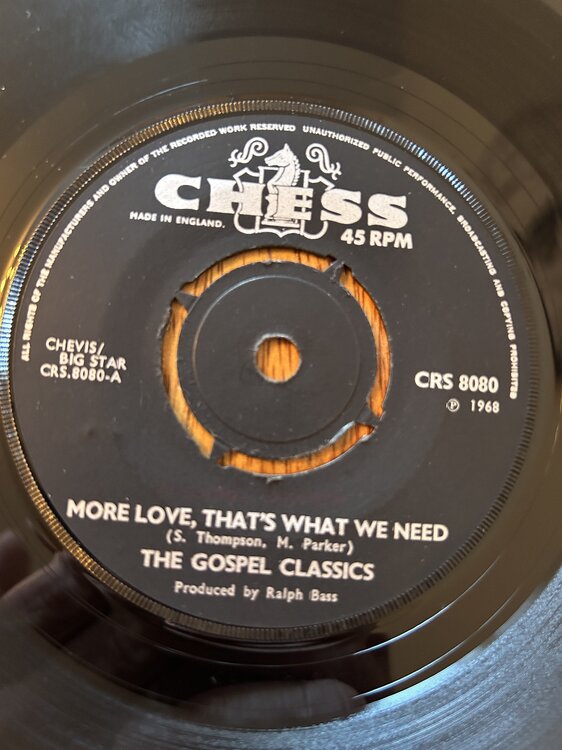 ALL RIGHTS OF THE MANUFACTURERS AND OWNER OF THE RECORDED WORK RESERVED UNAUTHORIZED PUBLIC PERFORMANCE, BROADCASTING AND COPYING PROHIBITED
CHESS
MADE IN ENGLAND.
45 RPM
CHEVIS/
BIG STAR
CRS.8080-A
CRS 8080
℗ 1968
MORE LOVE, THAT'S WHAT WE NEED
(S. Thompson, M. Parker)
THE GOSPEL CLASSICS
Produced by Ralph Bass